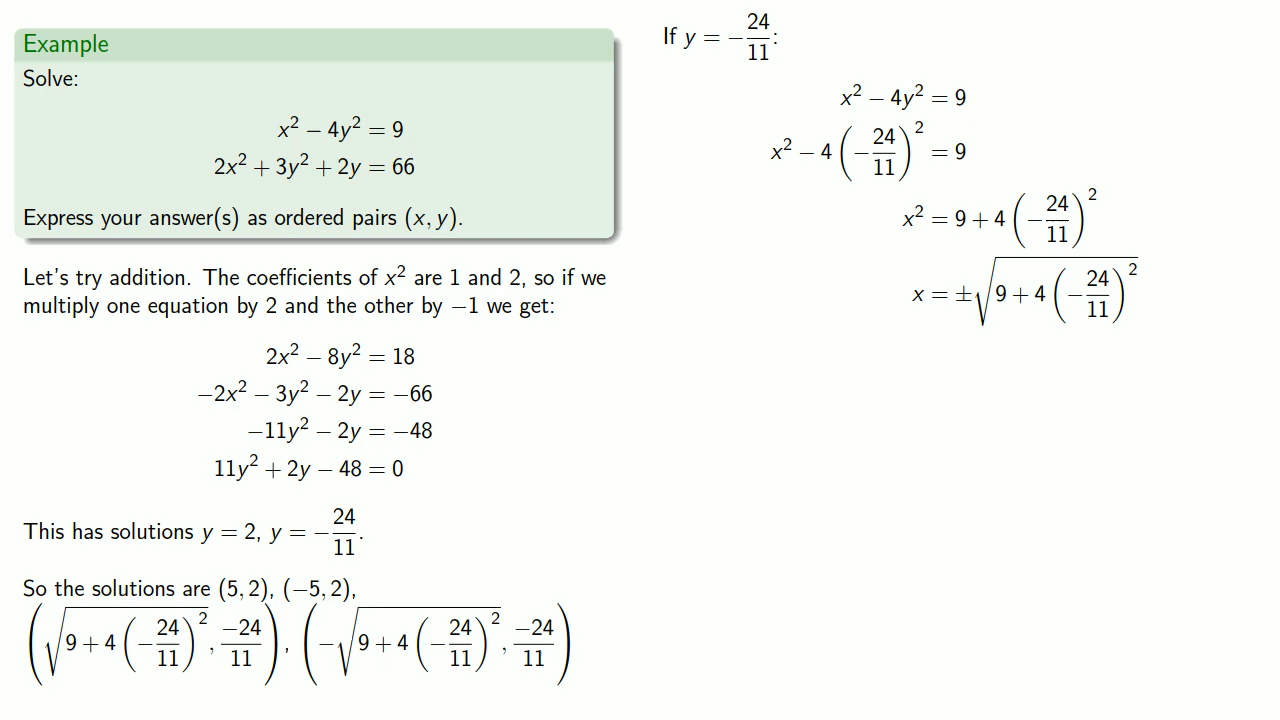 Example
Solve:
x² − 4y² = 9
2x² + 3y² + 2y = 66
Express your answer(s) as ordered pairs (x, y).
Let's try addition. The coefficients of x² are 1 and 2, so if we
multiply one equation by 2 and the other by −1 we get:
2x² − 8y² = 18
−2x² − 3y² − 2y = −66
−11y² − 2y = −48
11y² + 2y − 48 = 0
This has solutions y = 2, y = −24/11.
So the solutions are (5, 2), (−5, 2),
(√(9 + 4(−24/11)²), −24/11), (−√(9 + 4(−24/11)²), −24/11)
If y = −24/11:
x² − 4y² = 9
x² − 4(−24/11)² = 9
x² = 9 + 4(−24/11)²
x = ±√(9 + 4(−24/11)²)